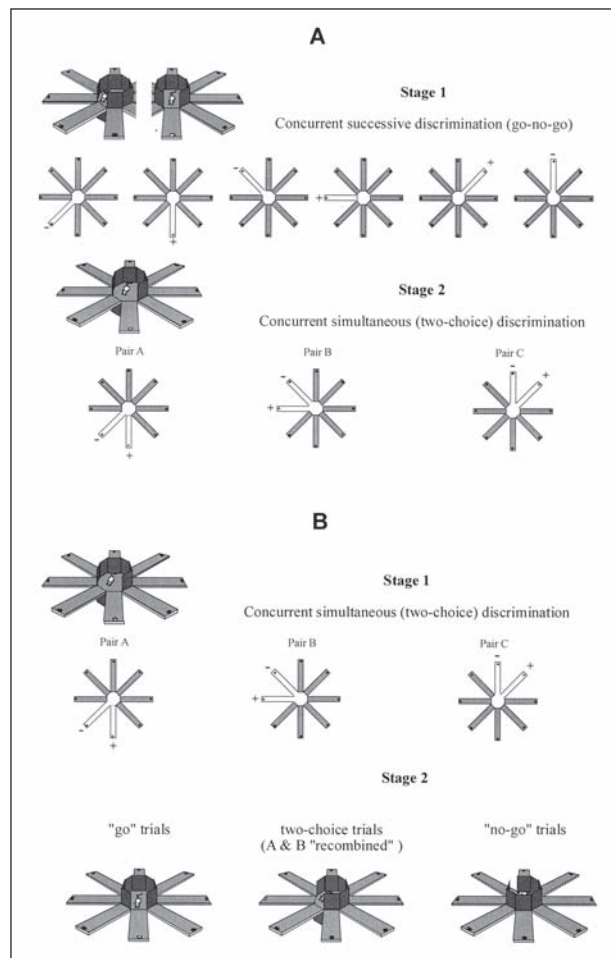 A
Stage 1
Concurrent successive discrimination (go-no-go)
- + - + + -
Stage 2
Concurrent simultaneous (two-choice) discrimination
Pair A Pair B Pair C
- + - + - +
B
Stage 1
Concurrent simultaneous (two-choice) discrimination
Pair A Pair B Pair C
- + - + - +
Stage 2
"go" trials two-choice trials "no-go" trials
(A & B "recombined" )